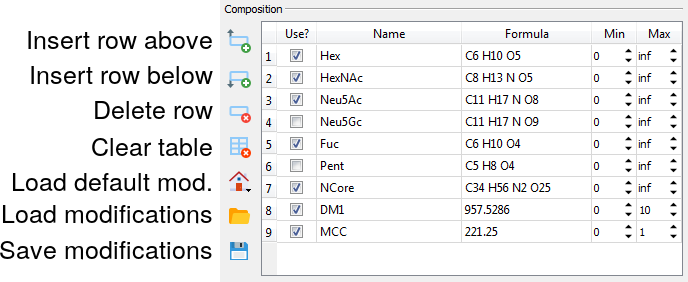 Composition
Insert row above
Insert row below
Delete row
Clear table
Load default mod.
Load modifications
Save modifications
Use? Name Formula Min Max
1 Hex C6 H10 O5 0 inf
2 HexNAc C8 H13 N O5 0 inf
3 Neu5Ac C11 H17 N O8 0 inf
4 Neu5Gc C11 H17 N O9 0 inf
5 Fuc C6 H10 O4 0 inf
6 Pent C5 H8 O4 0 inf
7 NCore C34 H56 N2 O25 0 inf
8 DM1 957.5286 0 10
9 MCC 221.25 0 1